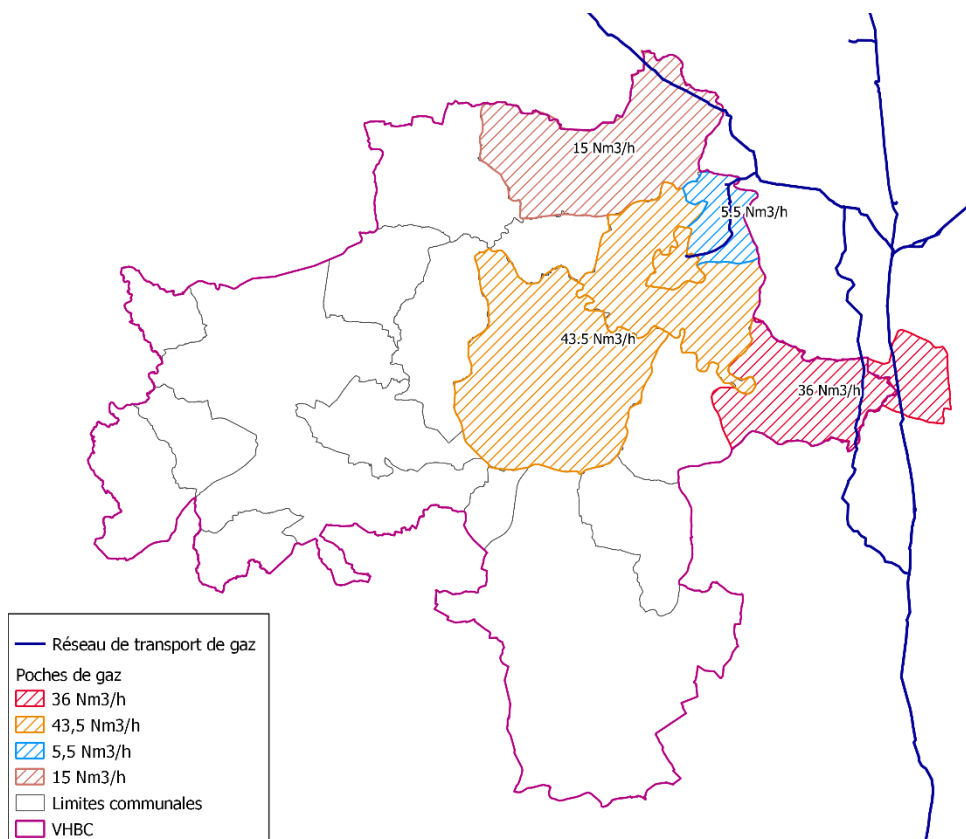 15 Nm3/h
5.5 Nm3/h
43.5 Nm3/h
36 Nm3/h
Réseau de transport de gaz
Poches de gaz
36 Nm3/h
43,5 Nm3/h
5,5 Nm3/h
15 Nm3/h
Limites communales
VHBC